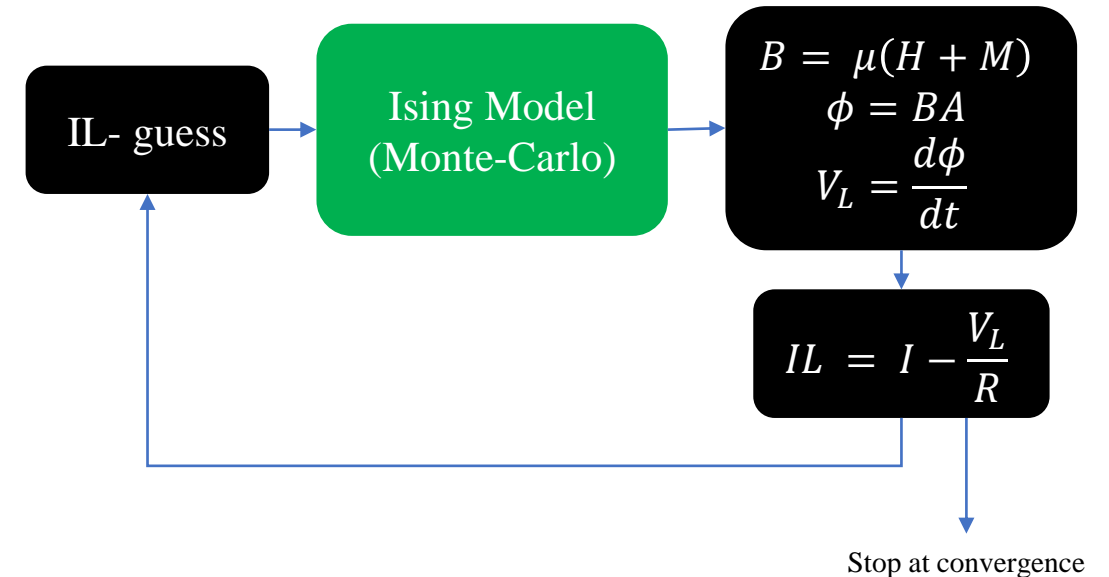 IL- guess
Ising Model
(Monte-Carlo)
B = μ(H + M)
ϕ = BA
V_L = dϕ/dt
IL = I − V_L/R
Stop at convergence